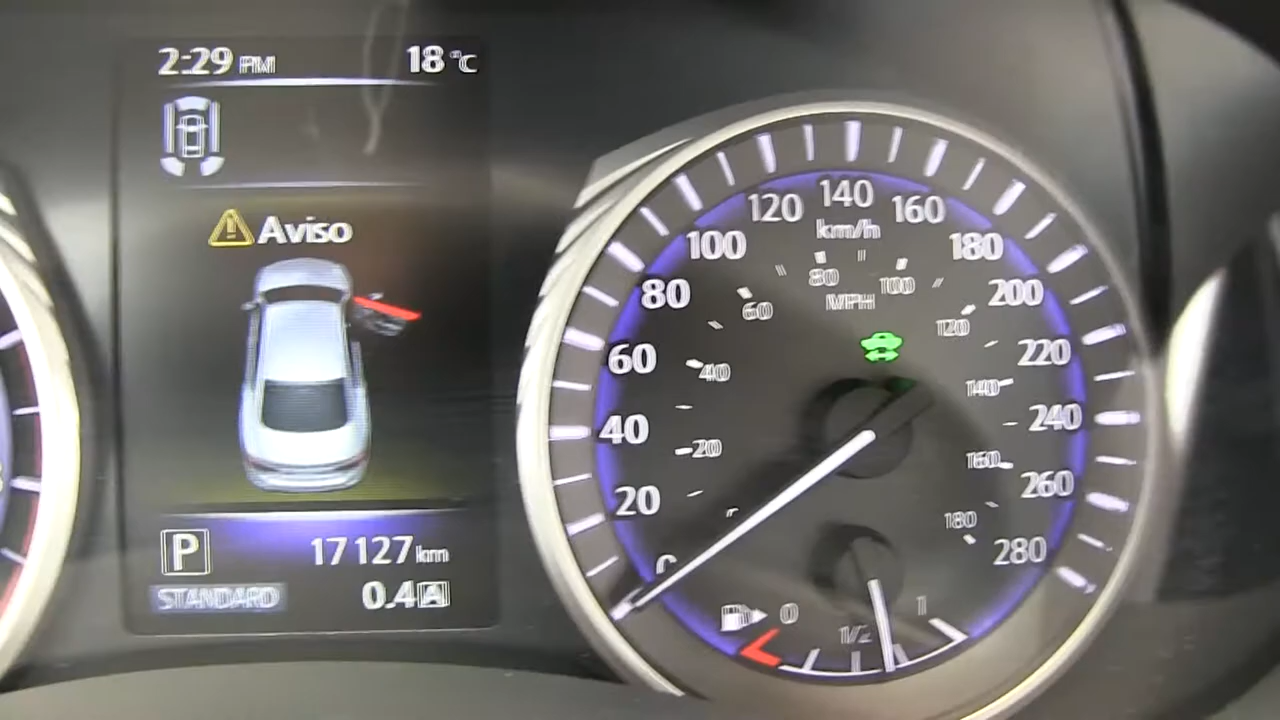 2:29 PM 18 °C
Aviso
P 17127 km
STANDARD 0.4 A
0 20 40 60 80 100 120 140 160 180 200 220 240 260 280
km/h
20 40 60 80 100 120 140 160 180
MPH
0 1/2 1